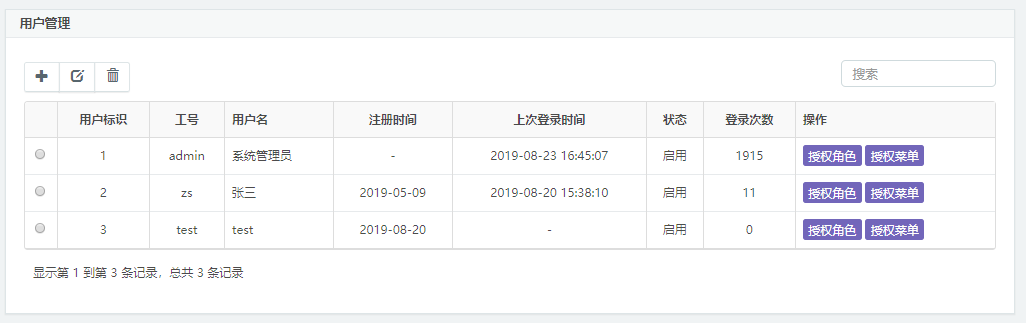 用户管理
搜索
用户标识 工号 用户名 注册时间 上次登录时间 状态 登录次数 操作
1 admin 系统管理员 - 2019-08-23 16:45:07 启用 1915 授权角色 授权菜单
2 zs 张三 2019-05-09 2019-08-20 15:38:10 启用 11 授权角色 授权菜单
3 test test 2019-08-20 - 启用 0 授权角色 授权菜单
显示第 1 到第 3 条记录，总共 3 条记录